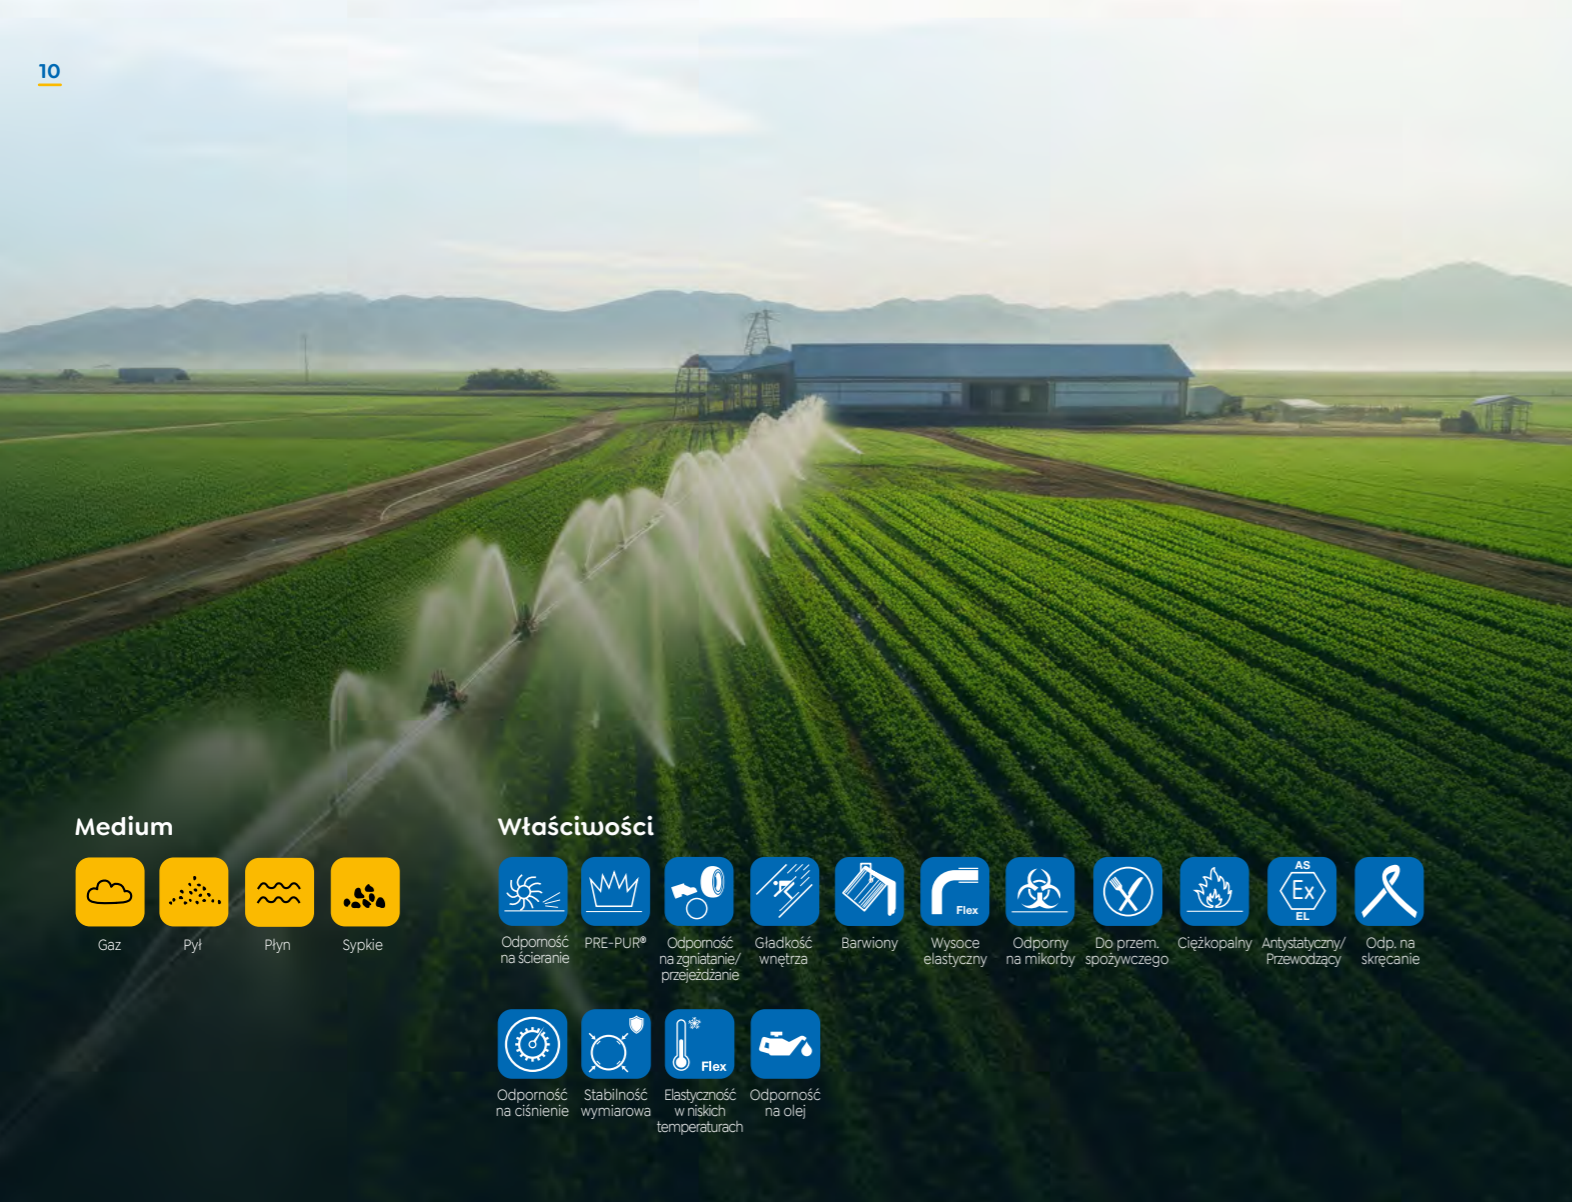 10
Medium
Gaz
Pył
Płyn
Sypkie
Właściwości
Flex
AS
Ex
EL
Odporność
na ścieranie
PRE-PUR®
Odporność
na zgniatanie/
przejeżdżanie
Gładkość
wnętrza
Barwiony
Wysoce
elastyczny
Odporny
na mikorby
Do przem.
spożywczego
Ciężkopalny
Antystatyczny/
Przewodzący
Odp. na
skręcanie
Flex
Odporność
na ciśnienie
Stabilność
wymiarowa
Elastyczność
w niskich
temperaturach
Odporność
na olej